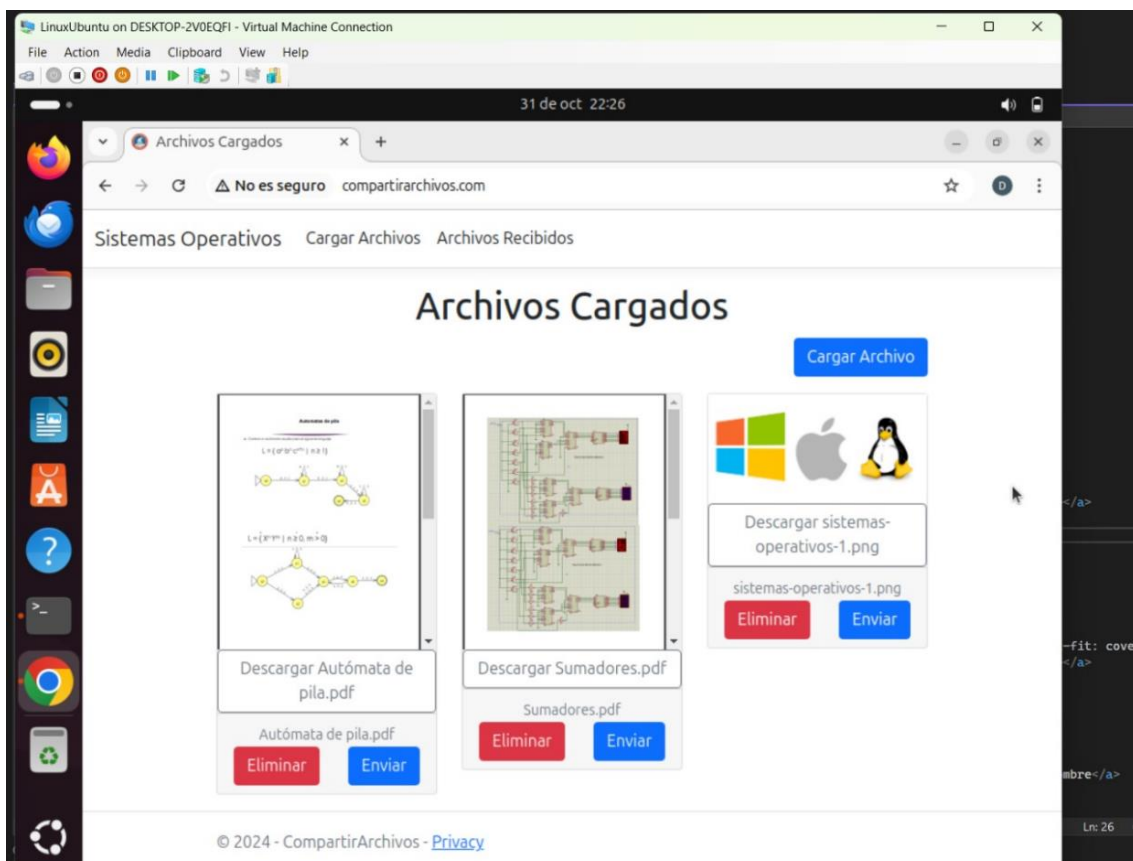 LinuxUbuntu on DESKTOP-2V0EQFI - Virtual Machine Connection
File Action Media Clipboard View Help
31 de oct 22:26
Archivos Cargados
No es seguro compartirarchivos.com
D
Sistemas Operativos Cargar Archivos Archivos Recibidos
Archivos Cargados
Cargar Archivo
Autómatas de pila
Descargar Autómata de
pila.pdf
Autómata de pila.pdf
Eliminar Enviar
Descargar Sumadores.pdf
Sumadores.pdf
Eliminar Enviar
Descargar sistemas-
operativos-1.png
sistemas-operativos-1.png
Eliminar Enviar
© 2024 - CompartirArchivos - Privacy
</a>
-fit: cove
</a>
mbre</a>
Ln: 26